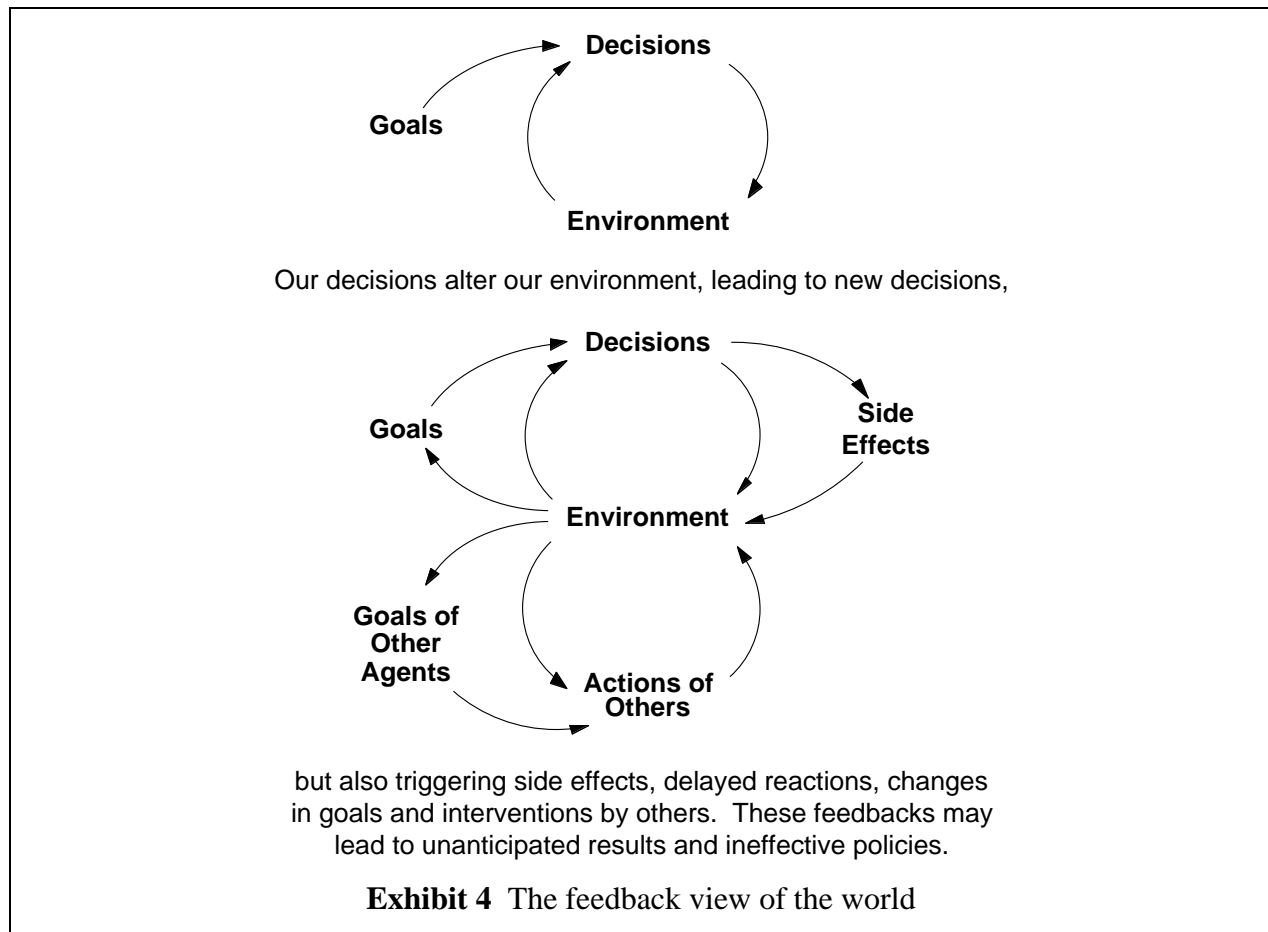 Decisions
Goals
Environment
Our decisions alter our environment, leading to new decisions,
Decisions
Side
Effects
Goals
Environment
Goals of
Other
Agents
Actions of
Others
but also triggering side effects, delayed reactions, changes
in goals and interventions by others.  These feedbacks may
lead to unanticipated results and ineffective policies.
Exhibit 4  The feedback view of the world